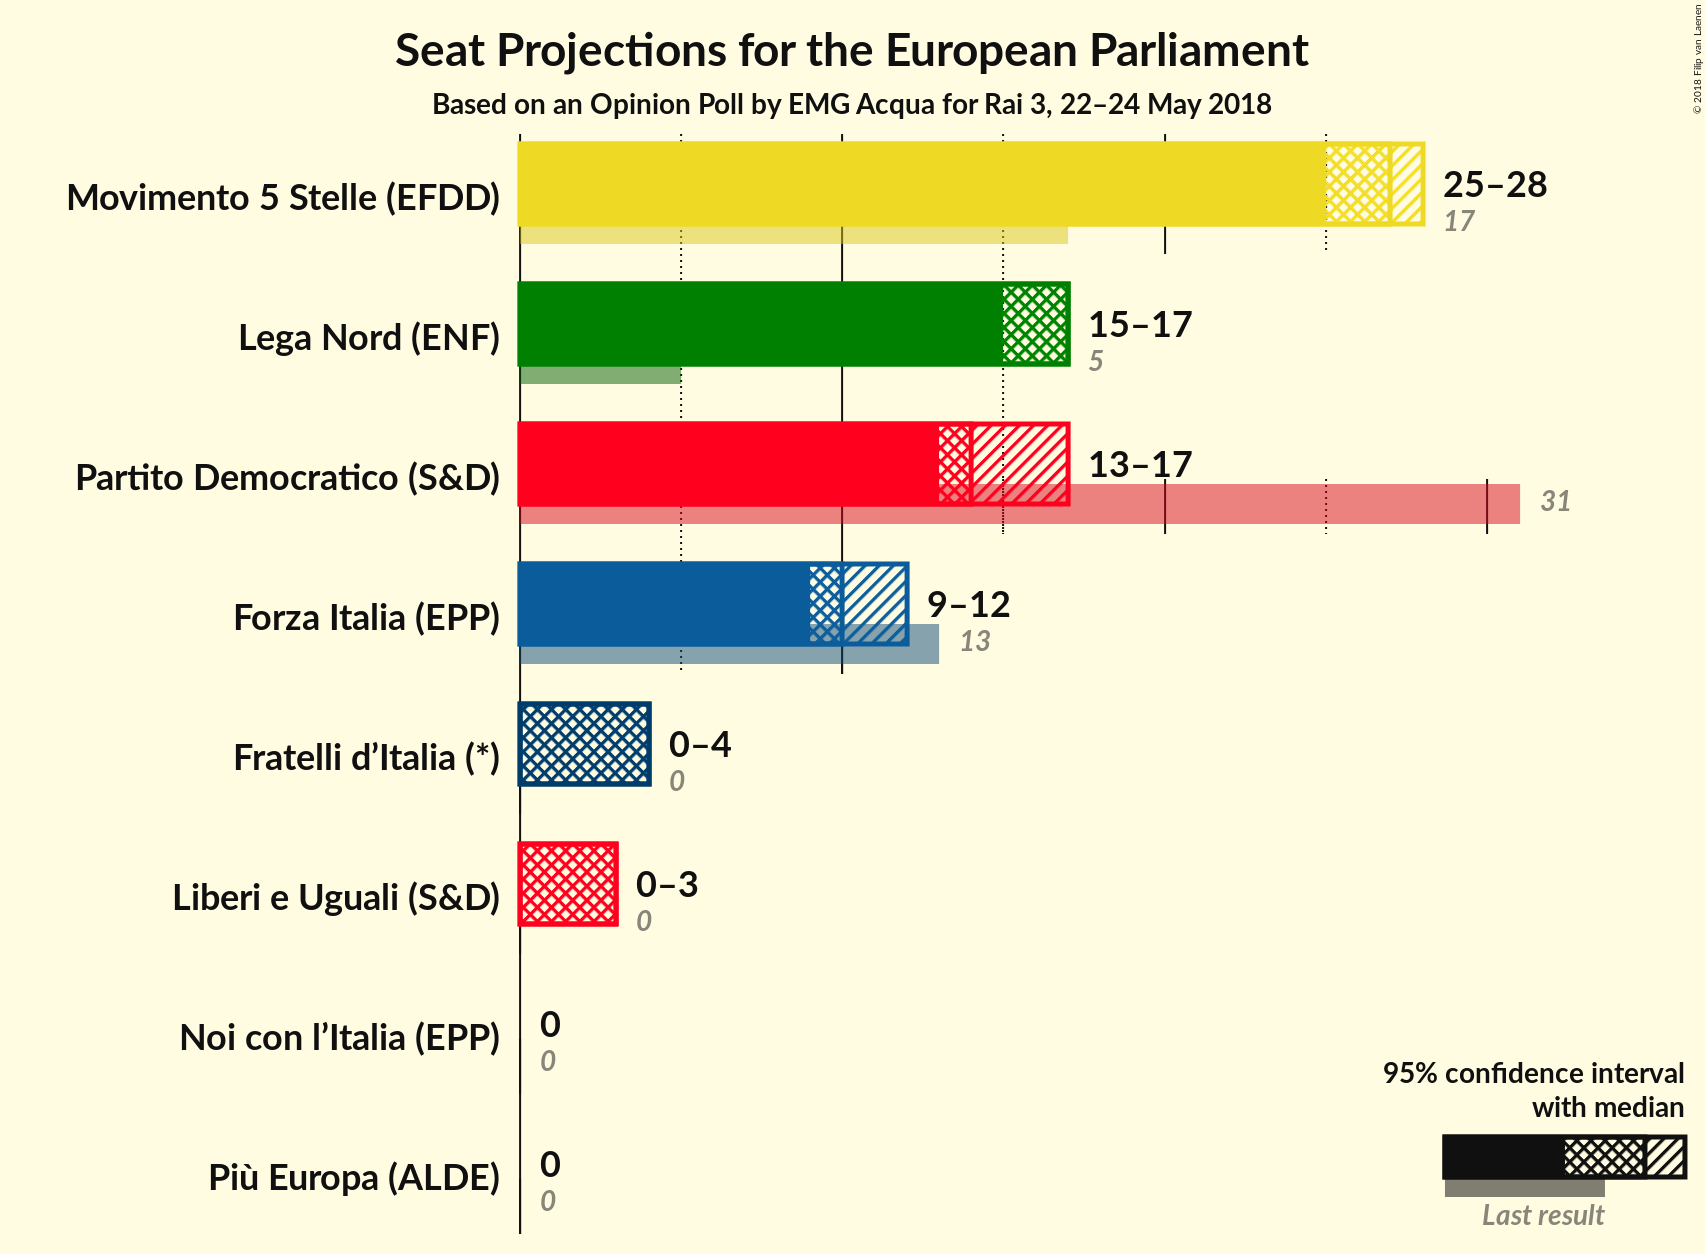 Seat Projections for the European Parliament
Based on an Opinion Poll by EMG Acqua for Rai 3, 22–24 May 2018
© 2018 Filip van Laenen
Movimento 5 Stelle (EFDD)
25–28
17
Lega Nord (ENF)
15–17
5
Partito Democratico (S&D)
13–17
31
Forza Italia (EPP)
9–12
13
Fratelli d’Italia (*)
0–4
0
Liberi e Uguali (S&D)
0–3
0
Noi con l’Italia (EPP)
0
0
Più Europa (ALDE)
0
0
95% confidence interval
with median
Last result